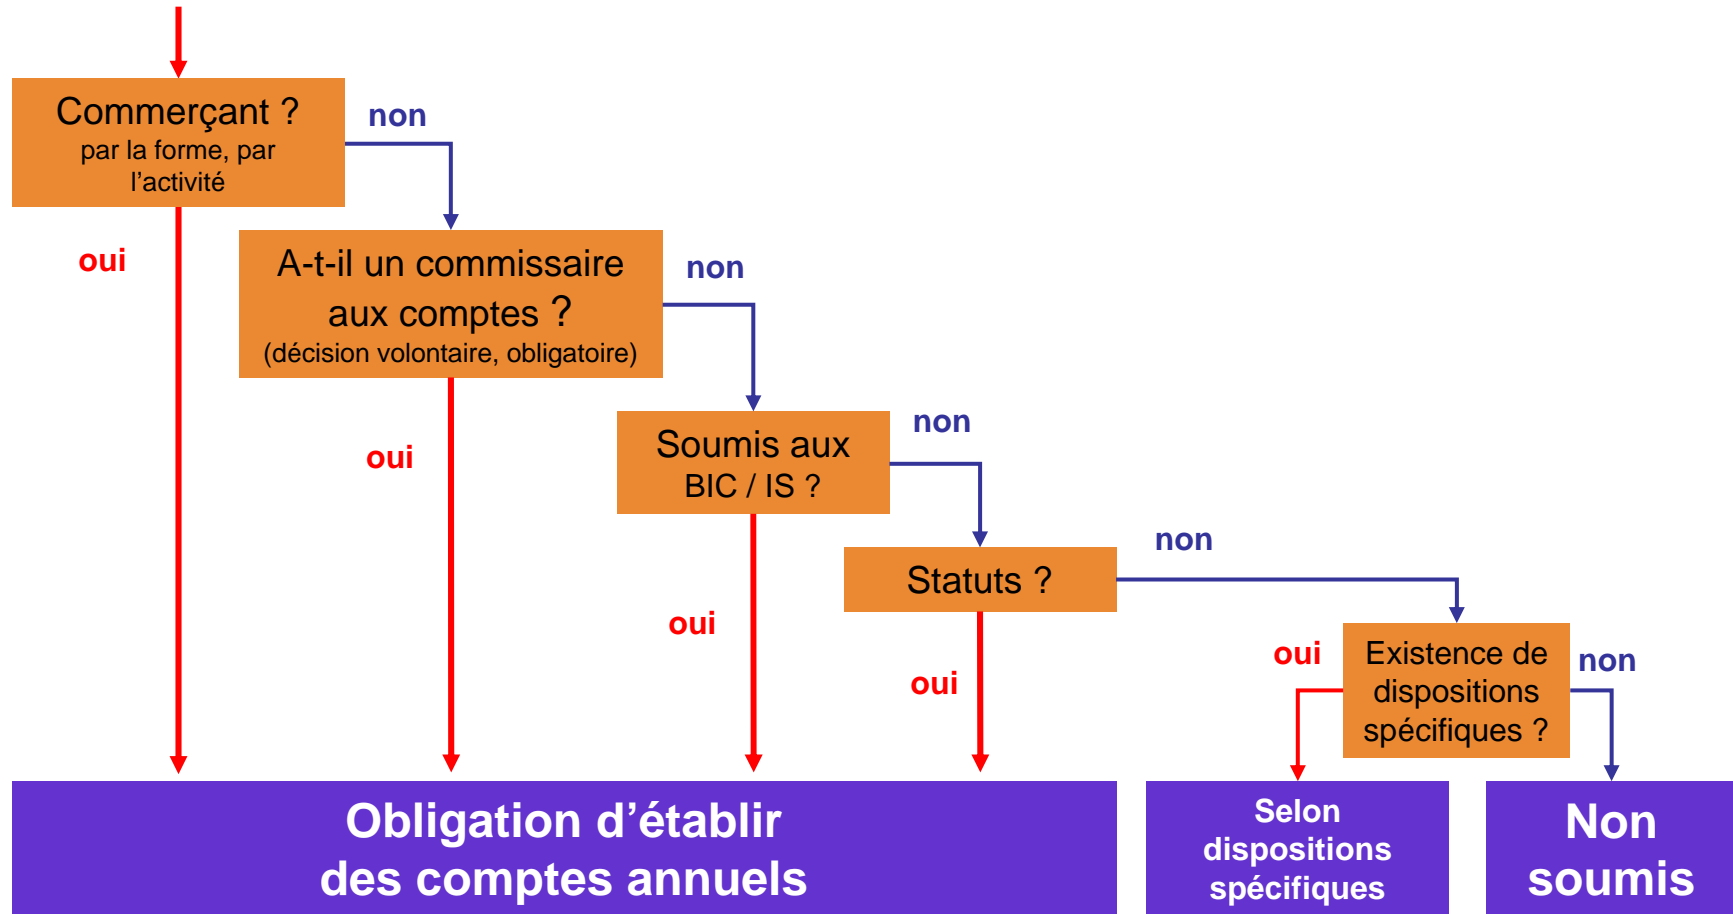 Commerçant ?
par la forme, par
l’activité
non
oui
A-t-il un commissaire
aux comptes ?
(décision volontaire, obligatoire)
non
oui
Soumis aux
BIC / IS ?
non
oui
Statuts ?
non
oui
Existence de
dispositions
spécifiques ?
oui
non
Obligation d’établir
des comptes annuels
Selon
dispositions
spécifiques
Non
soumis